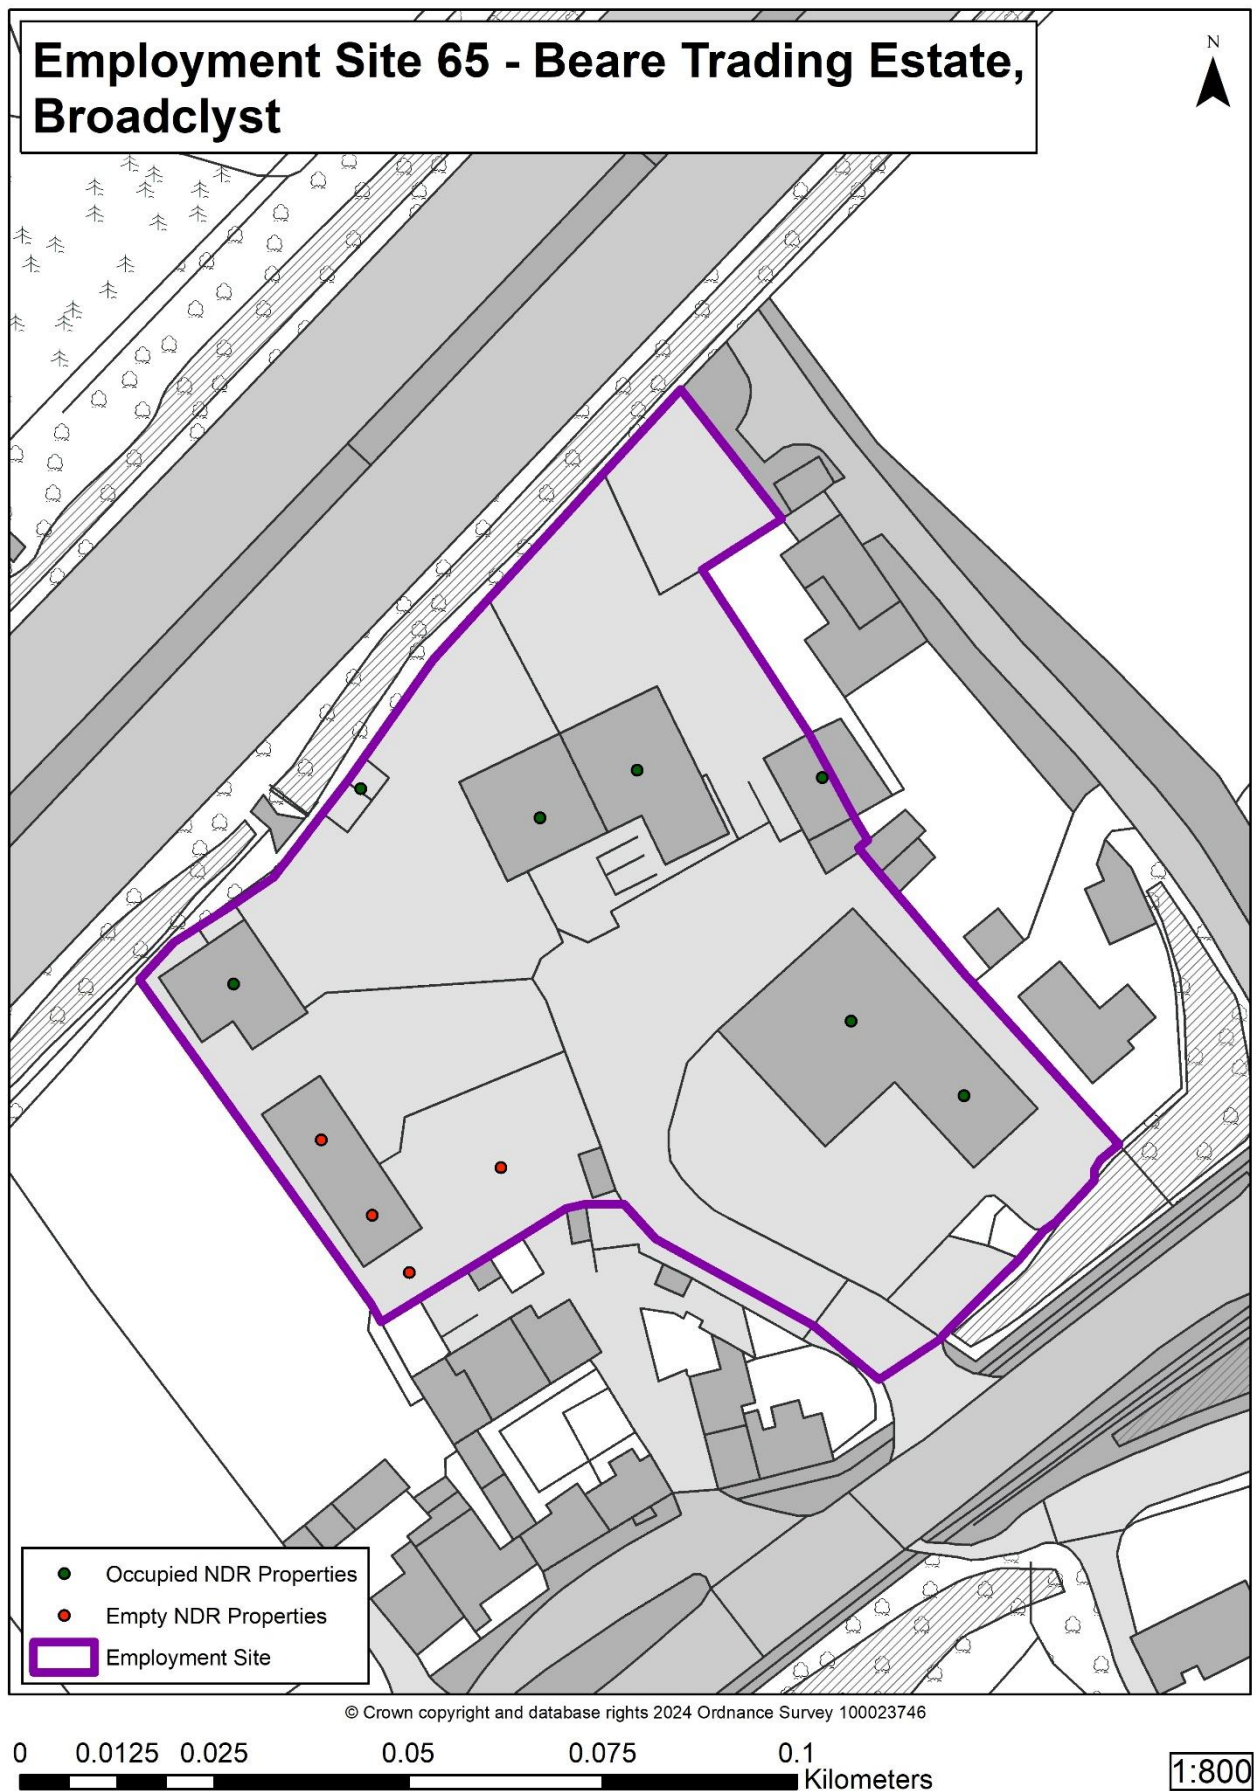 Employment Site 65 - Beare Trading Estate,
Broadclyst
N
Occupied NDR Properties
Empty NDR Properties
Employment Site
© Crown copyright and database rights 2024 Ordnance Survey 100023746
0 0.0125 0.025 0.05 0.075 0.1
Kilometers
1:800